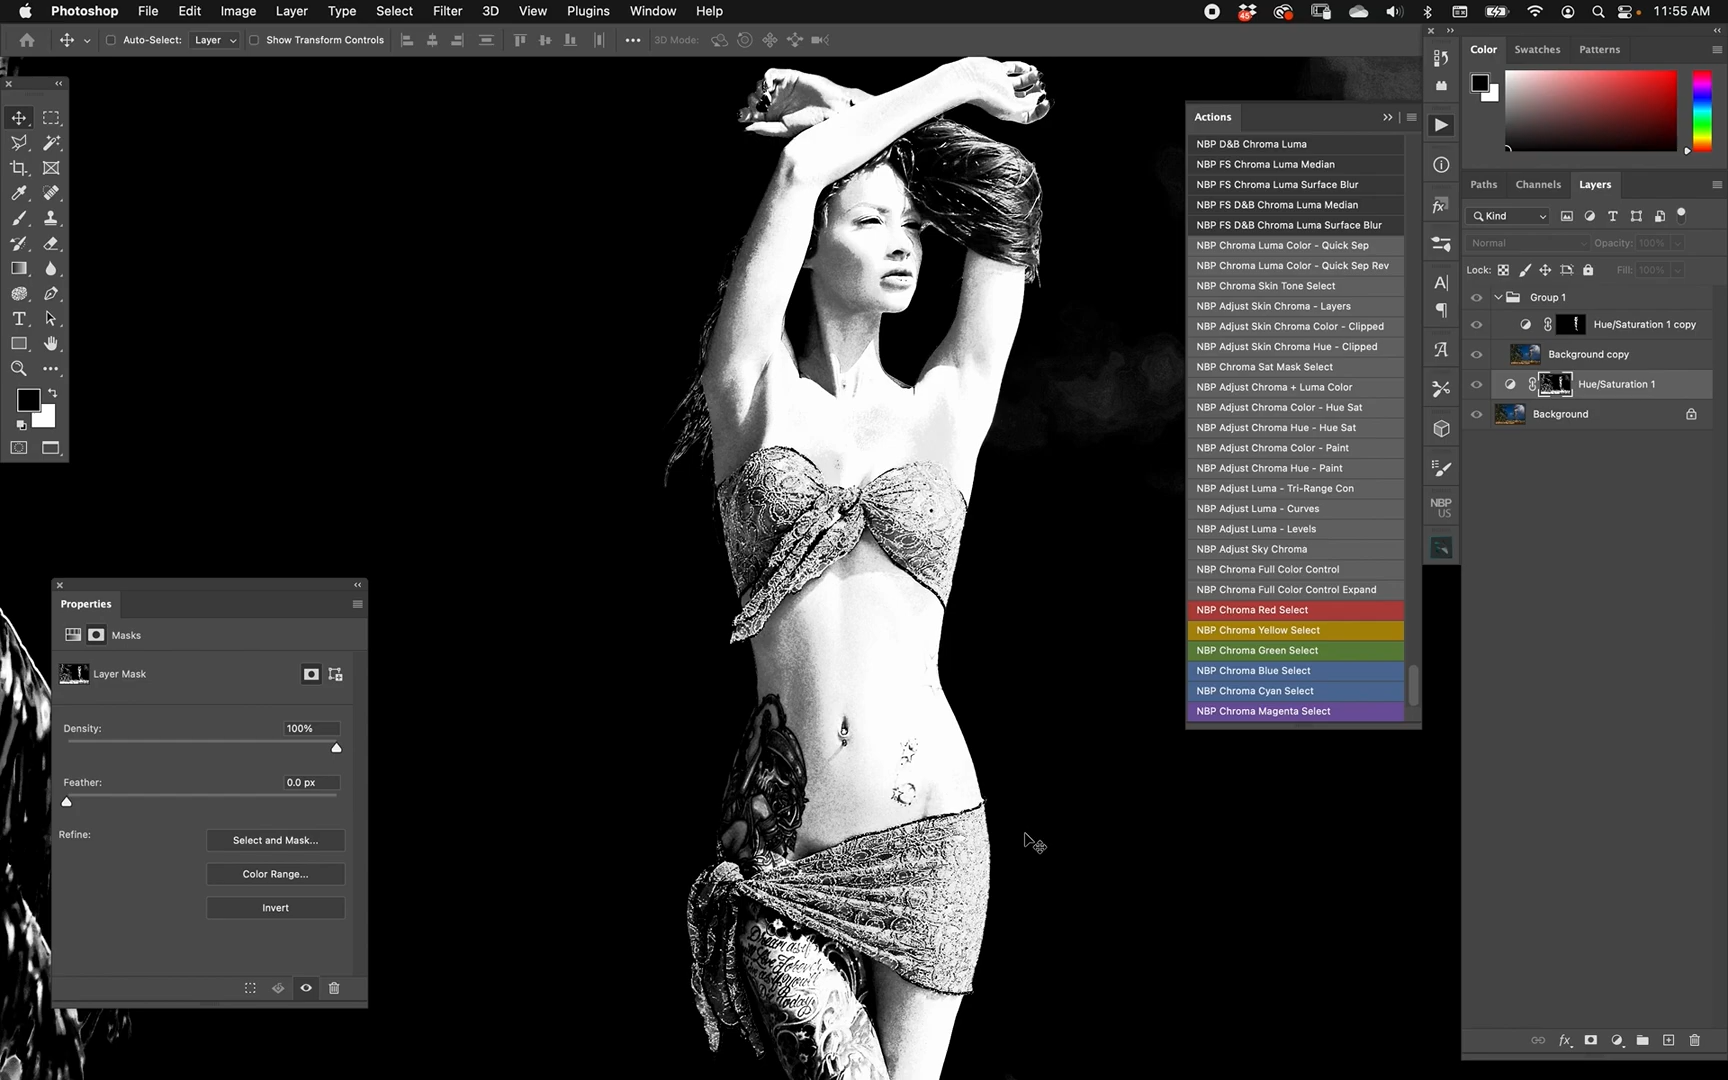 Photoshop File Edit Image Layer Type Select Filter 3D View Plugins Window Help
45
11:55 AM
Auto-Select: Layer Show Transform Controls 3D Mode:
Properties
Masks
Layer Mask
Density: 100%
Feather: 0.0 px
Refine: Select and Mask...
Color Range...
Invert
Actions
NBP D&B Chroma Luma
NBP FS Chroma Luma Median
NBP FS Chroma Luma Surface Blur
NBP FS D&B Chroma Luma Median
NBP FS D&B Chroma Luma Surface Blur
NBP Chroma Luma Color - Quick Sep
NBP Chroma Luma Color - Quick Sep Rev
NBP Chroma Skin Tone Select
NBP Adjust Skin Chroma - Layers
NBP Adjust Skin Chroma Color - Clipped
NBP Adjust Skin Chroma Hue - Clipped
NBP Chroma Sat Mask Select
NBP Adjust Chroma + Luma Color
NBP Adjust Chroma Color - Hue Sat
NBP Adjust Chroma Hue - Hue Sat
NBP Adjust Chroma Color - Paint
NBP Adjust Chroma Hue - Paint
NBP Adjust Luma - Tri-Range Con
NBP Adjust Luma - Curves
NBP Adjust Luma - Levels
NBP Adjust Sky Chroma
NBP Chroma Full Color Control
NBP Chroma Full Color Control Expand
NBP Chroma Red Select
NBP Chroma Yellow Select
NBP Chroma Green Select
NBP Chroma Blue Select
NBP Chroma Cyan Select
NBP Chroma Magenta Select
NBP
US
Color Swatches Patterns
Paths Channels Layers
Kind
Normal Opacity: 100%
Lock: Fill: 100%
Group 1
Hue/Saturation 1 copy
Background copy
Hue/Saturation 1
Background